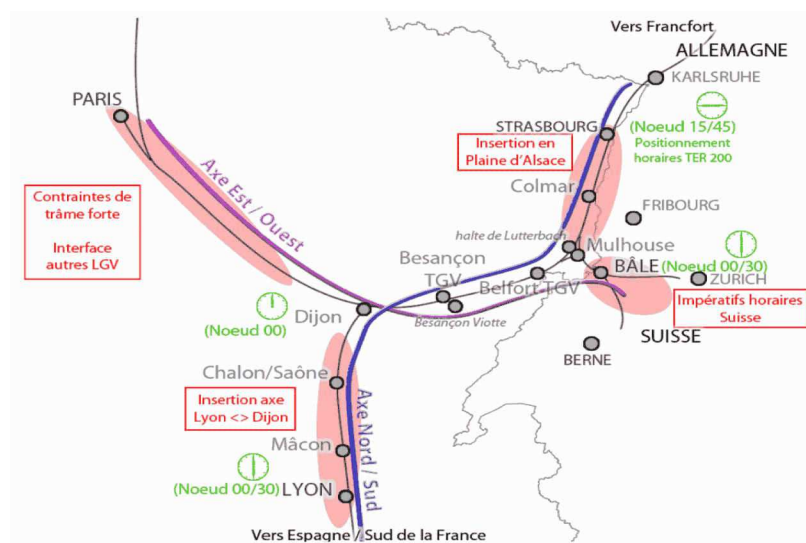 Vers Francfort
ALLEMAGNE
KARLSRUHE
PARIS
STRASBOURG
(Noeud 15/45)
Positionnement
horaires TER 200
Insertion en
Plaine d'Alsace
Axe Est / Ouest
Contraintes de
trâme forte
Interface
autres LGV
Colmar
FRIBOURG
halte de Lutterbach
Mulhouse
Besançon
TGV
BÂLE
(Noeud 00/30)
ZURICH
Belfort TGV
Impératifs horaires
Suisse
Besançon Viotte
Dijon
(Noeud 00)
SUISSE
BERNE
Chalon/Saône
Insertion axe
Lyon <> Dijon
Axe Nord / Sud
Mâcon
(Noeud 00/30)
LYON
Vers Espagne / Sud de la France